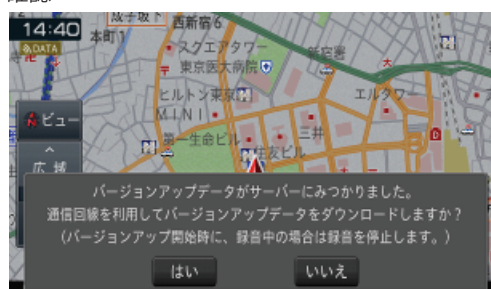 14:40
DATA
成子坂下
西新宿6
本町1
スクエアタワー
東京医大病院
新宿署
ヒルトン東京
エルタワー
MINI
ビュー
第一生命ビル
三井
住友ビル
広域
バージョンアップデータがサーバーにみつかりました。
通信回線を利用してバージョンアップデータをダウンロードしますか?
(バージョンアップ開始時に、録音中の場合は録音を停止します。)
はい
いいえ